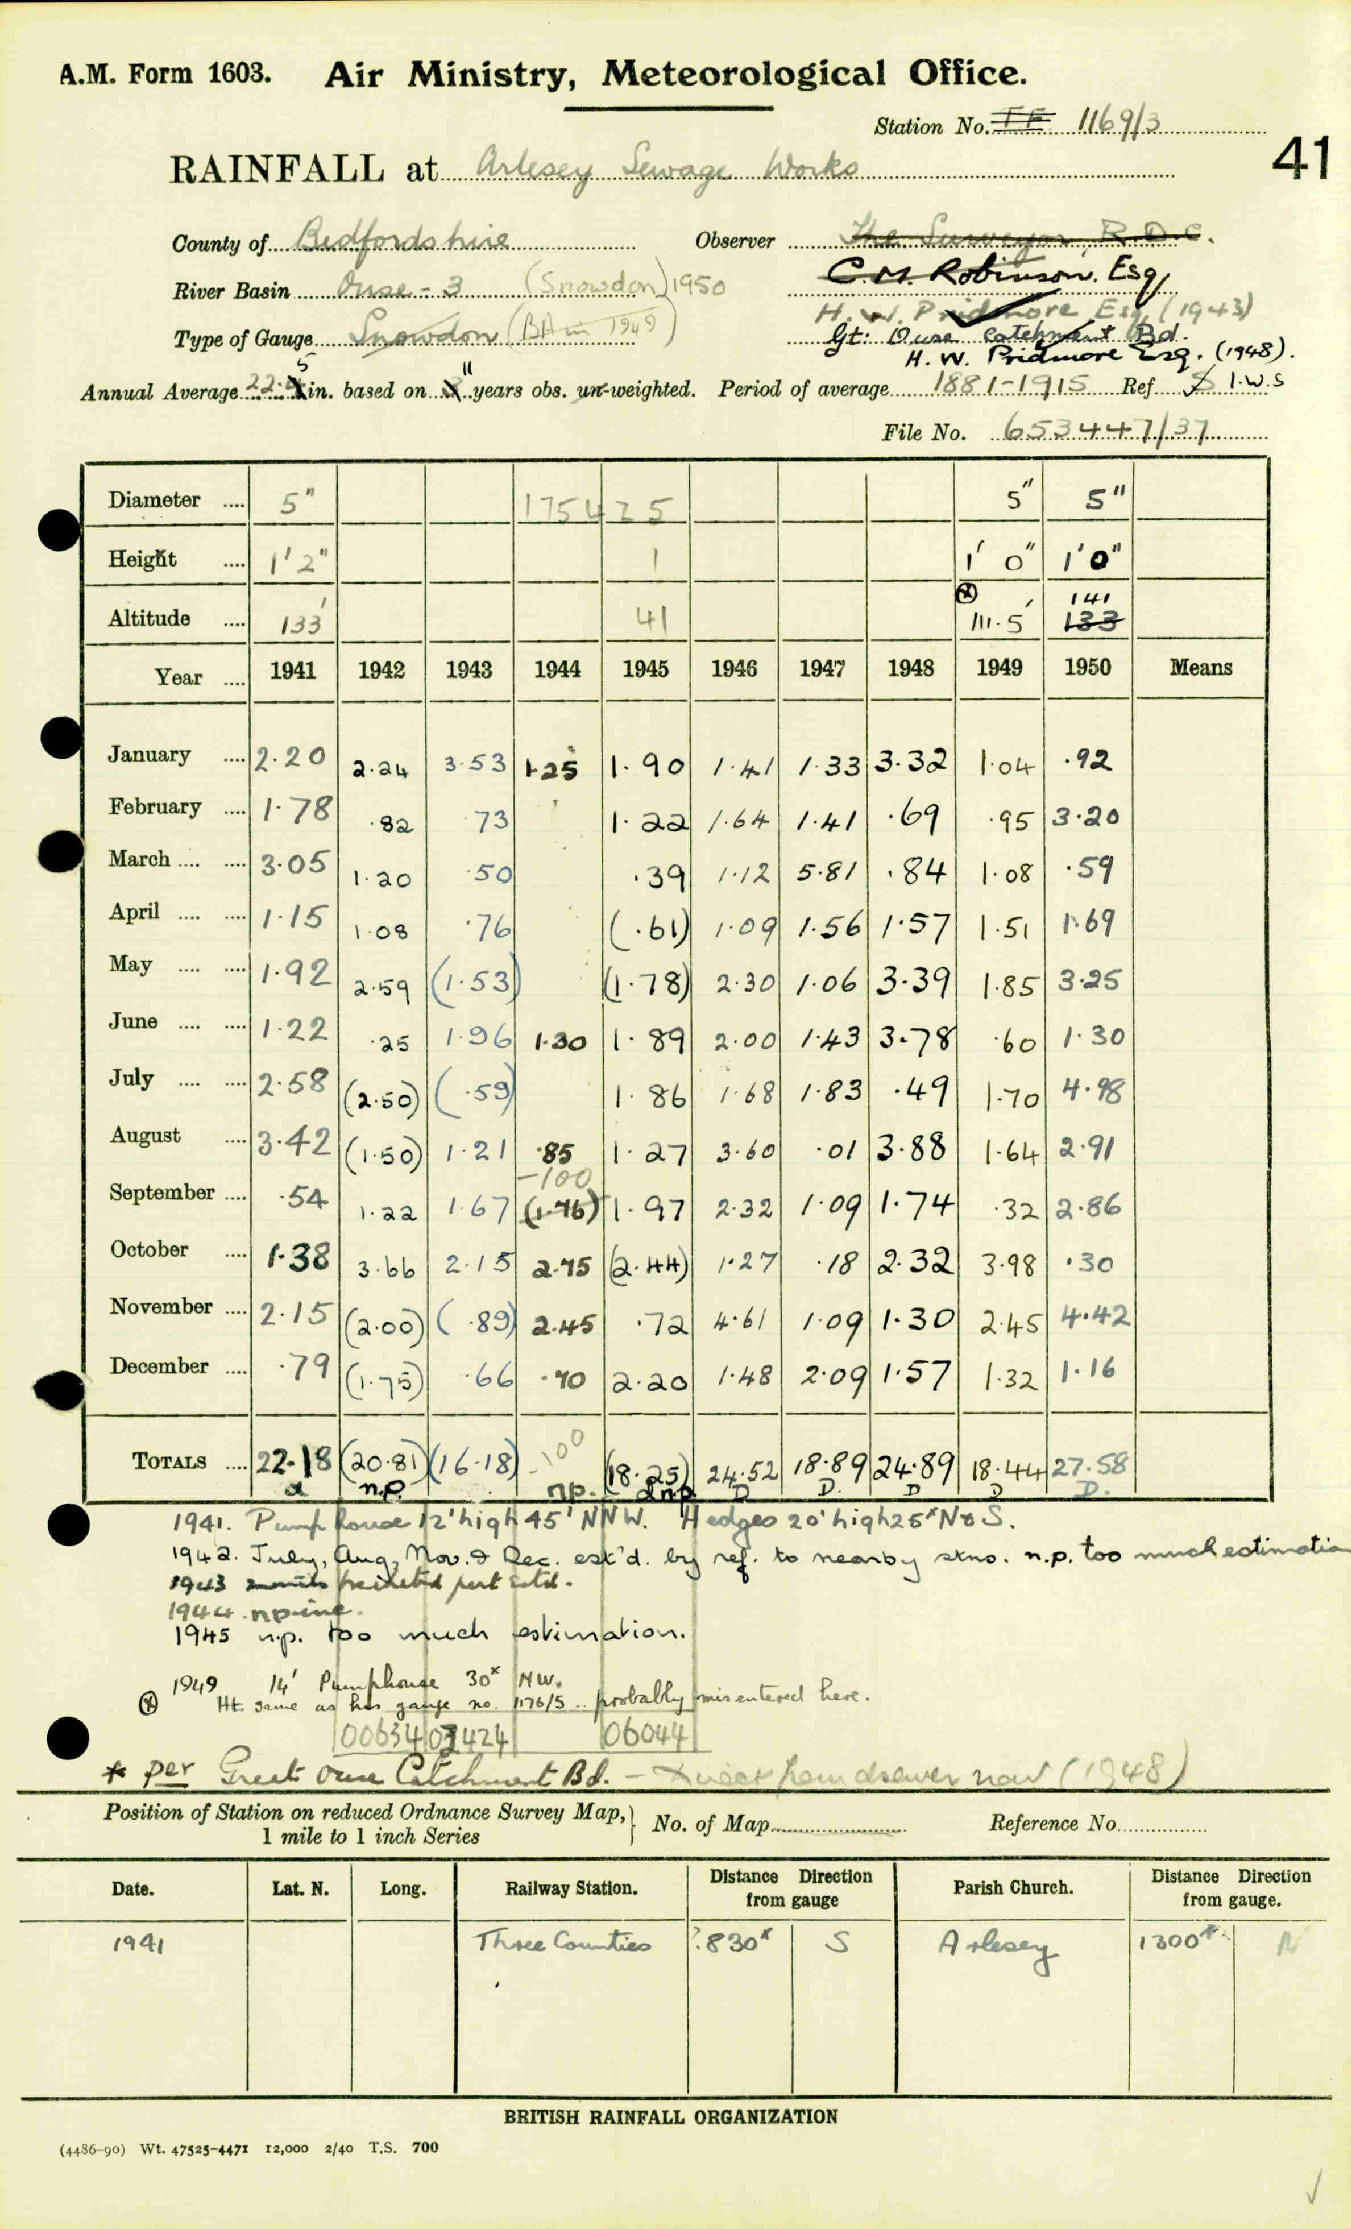 A.M. Form 1603. Air Ministry, Meteorological Office.
Station No. 1169/3
41
RAINFALL at Arlesey Sewage Works
County of Bedfordshire Observer The Surveyor, R.D.C.
C.M. Robinson, Esq
River Basin Ouse - 3 (Snowdon) 1950
H. W. Pridmore Esq (1943)
Type of Gauge Snowdon (BA in 1949) Gt: Ouse Catchment Bd.
H. W. Pridmore Esq. (1948).
Annual Average 22. 5 in. based on 11 years obs. un-weighted. Period of average 1881-1915 Ref S I.W.S
File No. 653447/37
Diameter .... 5" 175425 5" 5"
Height .... 1' 2" 1 1' 0" 1' 0"
Altitude .... 133' 41 ⊗ 111.5' 141 133
Year .... 1941 1942 1943 1944 1945 1946 1947 1948 1949 1950 Means
January .... 2.20 2.24 3.53 1.25 1.90 1.41 1.33 3.32 1.04 .92
February .... 1.78 .82 .73 1.22 1.64 1.41 .69 .95 3.20
March .... .... 3.05 1.20 .50 .39 1.12 5.81 .84 1.08 .59
April .... .... 1.15 1.08 .76 (.61) 1.09 1.56 1.57 1.51 1.69
May .... .... 1.92 2.59 (1.53) (1.78) 2.30 1.06 3.39 1.85 3.25
June .... .... 1.22 .25 1.96 1.30 1.89 2.00 1.43 3.78 .60 1.30
July .... .... 2.58 (2.50) (.59) 1.86 1.68 1.83 .49 1.70 4.98
August .... 3.42 (1.50) 1.21 .85 1.27 3.60 .01 3.88 1.64 2.91
-100
September .... .54 1.22 1.67 (1.76) 1.97 2.32 1.09 1.74 .32 2.86
October .... 1.38 3.66 2.15 2.75 (2.44) 1.27 .18 2.32 3.98 .30
November .... 2.15 (2.00) (.89) 2.45 .72 4.61 1.09 1.30 2.45 4.42
December .... .79 (1.75) .66 .70 2.20 1.48 2.09 1.57 1.32 1.16
TOTALS .... 22.18 (20.81) (16.18) -100 (18.25) 24.52 18.89 24.89 18.44 27.58
a n.p. np. n.p. D D. D D D.
1941. Pump house 12' high 45' NNW. Hedges 20' high 25x N & S.
1942. July, Aug, Nov. & Dec. est'd. by ref. to nearby stns. n.p. too much estimation
1943 months bracketed part estd.
1944. np inc.
1945 n.p. too much estimation.
1949 14' Pumphouse 30x NW.
⊗ Ht. same as his gauge no. 1176/5 .. probably misentered here.
00634 03424 06044
* per Great Ouse Catchment Bd. - now (1948)
Position of Station on reduced Ordnance Survey Map, 1 mile to 1 inch Series } No. of Map Reference No.
Date. Lat. N. Long. Railway Station. Distance Direction from gauge Parish Church. Distance Direction from gauge.
1941 Three Counties ?830x S Arlesey 1300x N
BRITISH RAINFALL ORGANIZATION
(4486-90) Wt. 47525-4471 12,000 2/40 T.S. 700